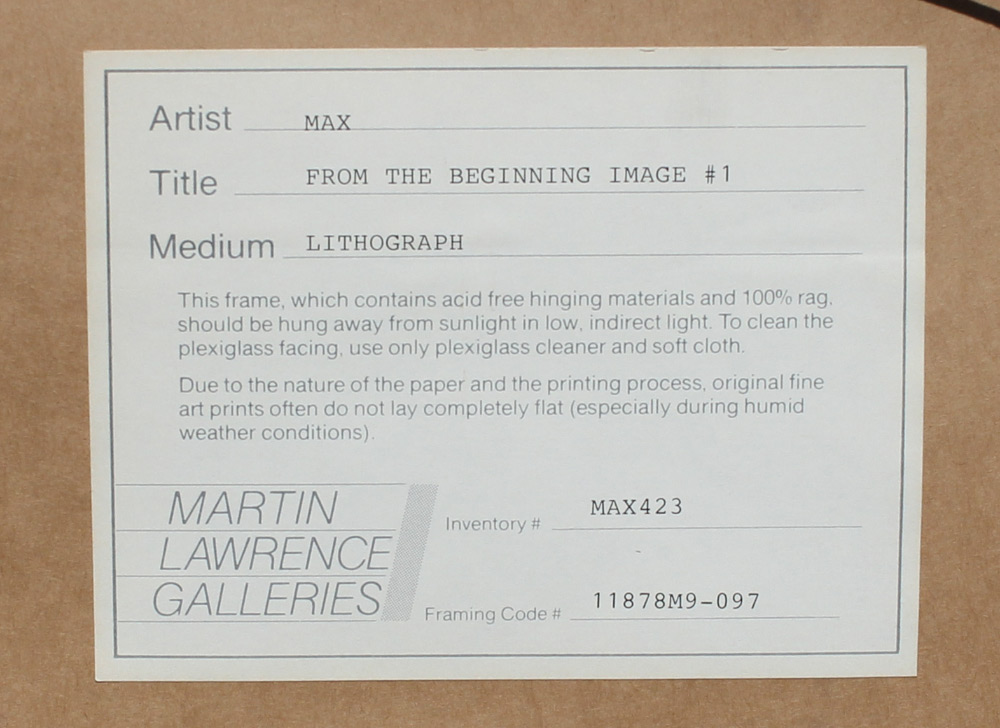 Artist MAX
Title FROM THE BEGINNING IMAGE #1
Medium LITHOGRAPH
This frame, which contains acid free hinging materials and 100% rag,
should be hung away from sunlight in low, indirect light. To clean the
plexiglass facing, use only plexiglass cleaner and soft cloth.
Due to the nature of the paper and the printing process, original fine
art prints often do not lay completely flat (especially during humid
weather conditions).
MARTIN
LAWRENCE
GALLERIES
Inventory # MAX423
Framing Code # 11878M9-097